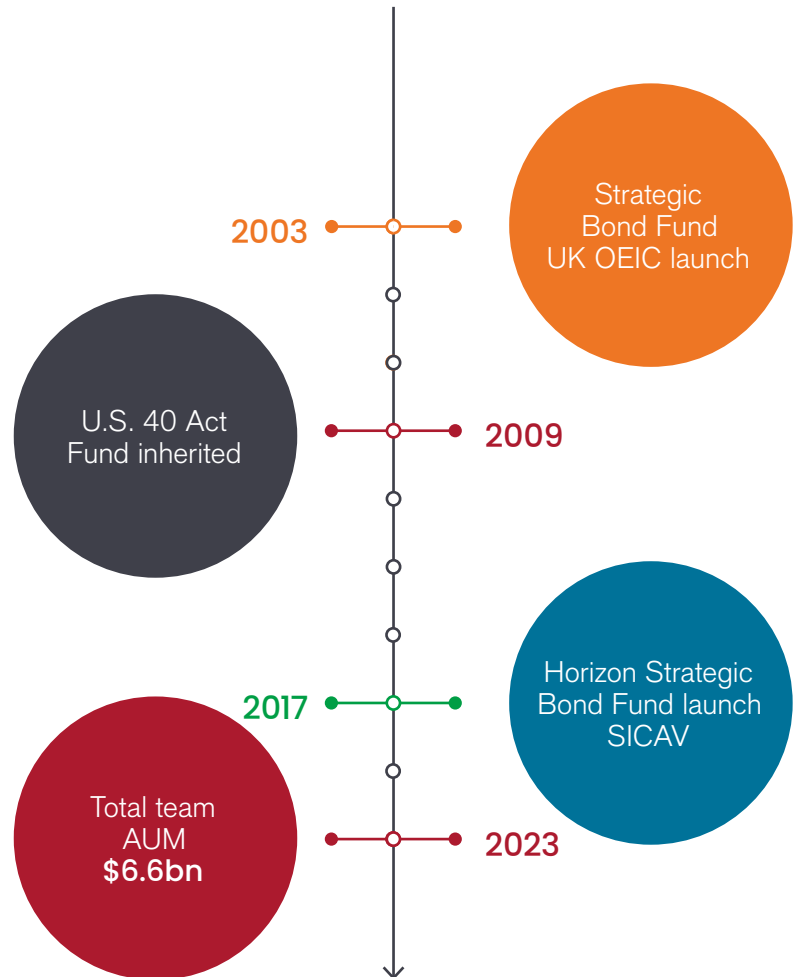 2003
Strategic
Bond Fund
UK OEIC launch
U.S. 40 Act
Fund inherited
2009
2017
Horizon Strategic
Bond Fund launch
SICAV
Total team
AUM
$6.6bn
2023